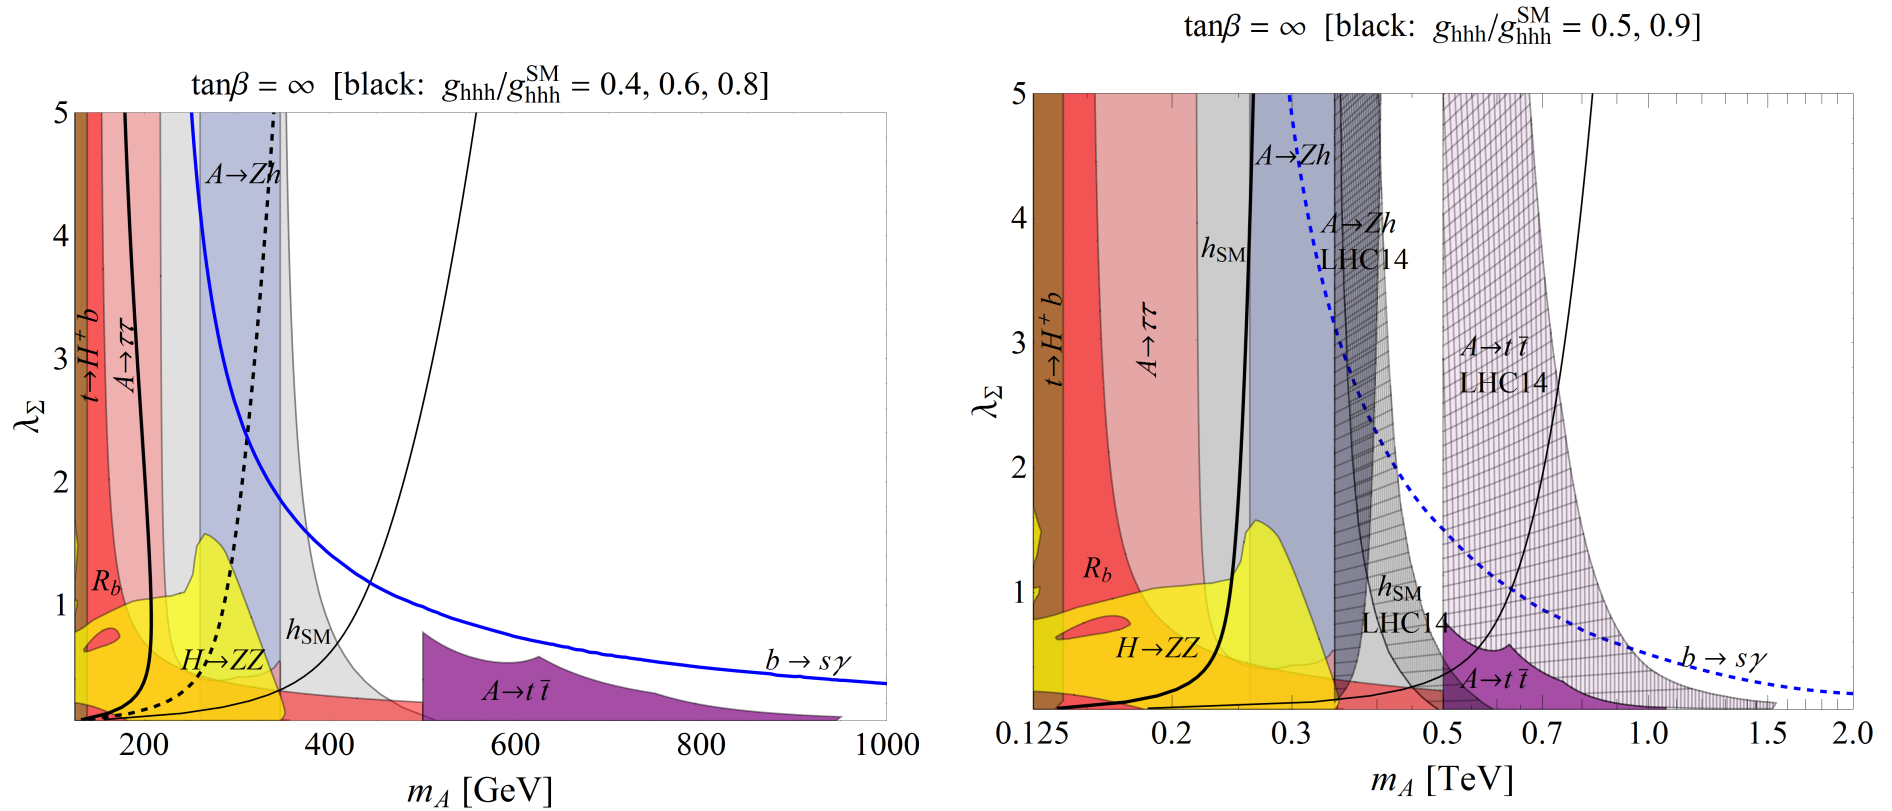 tanβ = ∞ [black: g_hhh/g_hhh^SM = 0.4, 0.6, 0.8]
5
4
3
2
1
λ_Σ
A→Zh
t→H⁺ b
A→ττ
R_b
h_SM
H→ZZ
A→t t̄
b → sγ
200
400
600
800
1000
m_A [GeV]
tanβ = ∞ [black: g_hhh/g_hhh^SM = 0.5, 0.9]
5
4
3
2
1
λ_Σ
A→Zh
h_SM
A→Zh
LHC14
t→H⁺ b
A→ττ
A→t t̄
LHC14
R_b
h_SM
LHC14
H→ZZ
b → sγ
A→t t̄
0.125
0.2
0.3
0.5
0.7
1.0
1.5
2.0
m_A [TeV]